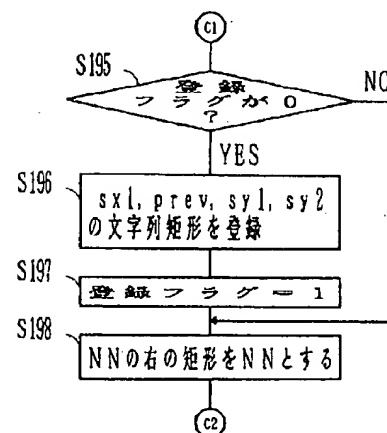 C1
S195
登録
フラグが0
?
NO
YES
S196
sx1, prev, sy1, sy2
の文字列矩形を登録
S197
登録フラグ=1
S198
NNの右の矩形をNNとする
C2